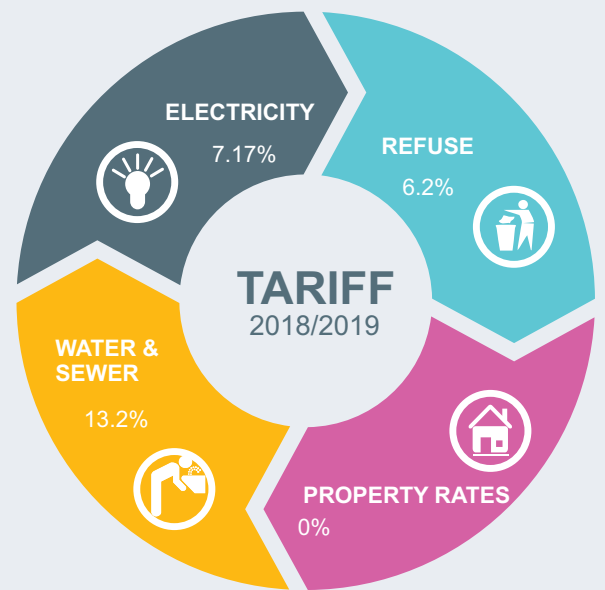 ELECTRICITY
7.17%
REFUSE
6.2%
TARIFF
2018/2019
WATER &
SEWER
13.2%
PROPERTY RATES
0%